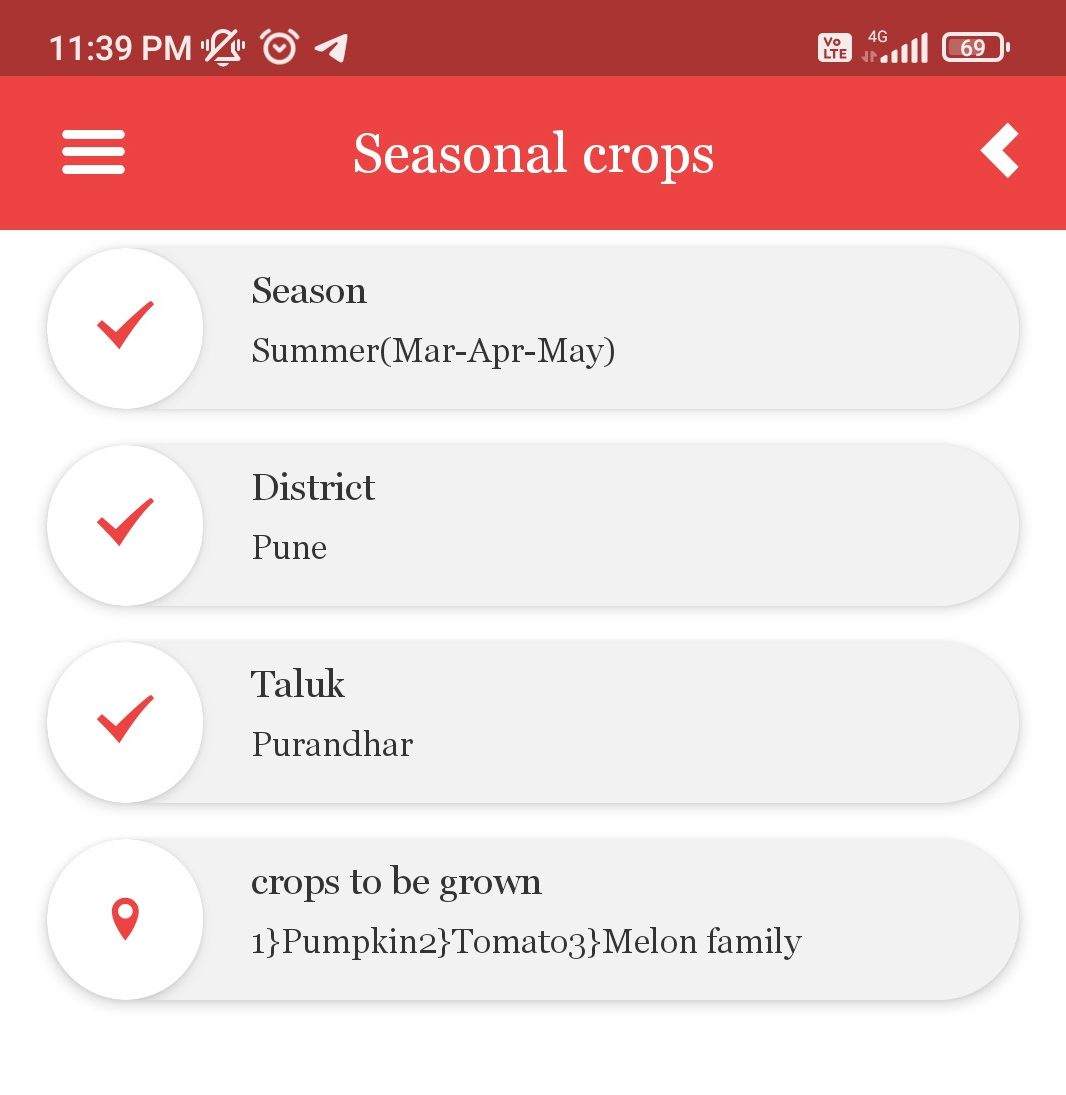 11:39 PM
Vo LTE 4G 69
Seasonal crops
Season
Summer(Mar-Apr-May)
District
Pune
Taluk
Purandhar
crops to be grown
1}Pumpkin2}Tomato3}Melon family